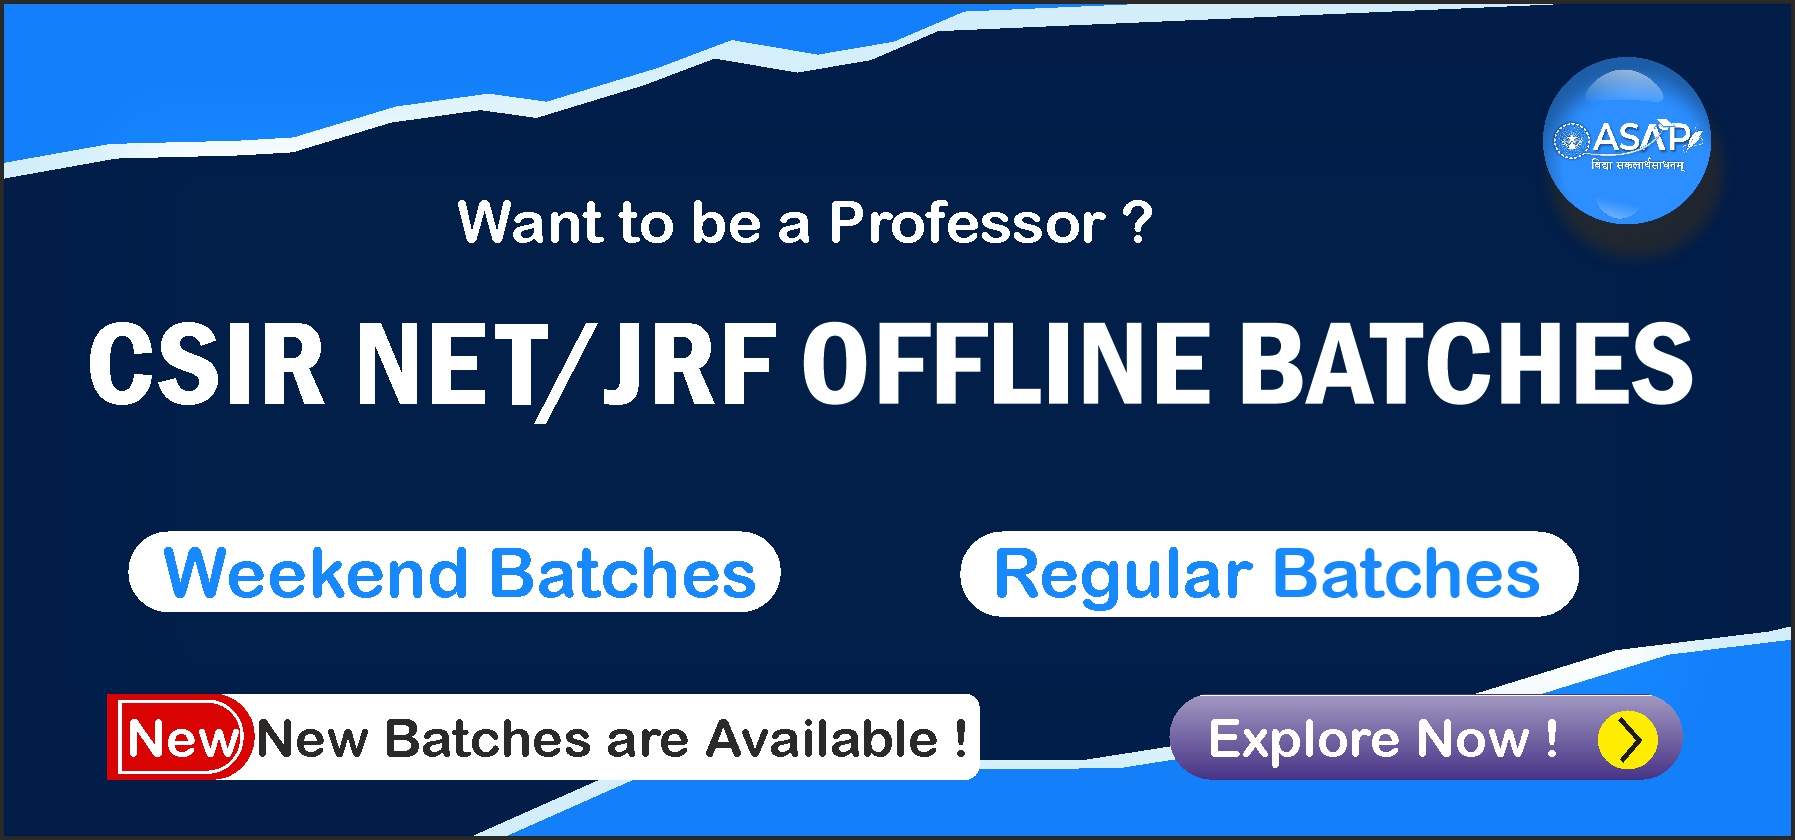 ASAP
विद्या सकलार्थसाधनम्
Want to be a Professor ?
CSIR NET/JRF OFFLINE BATCHES
Weekend Batches
Regular Batches
New New Batches are Available !
Explore Now !